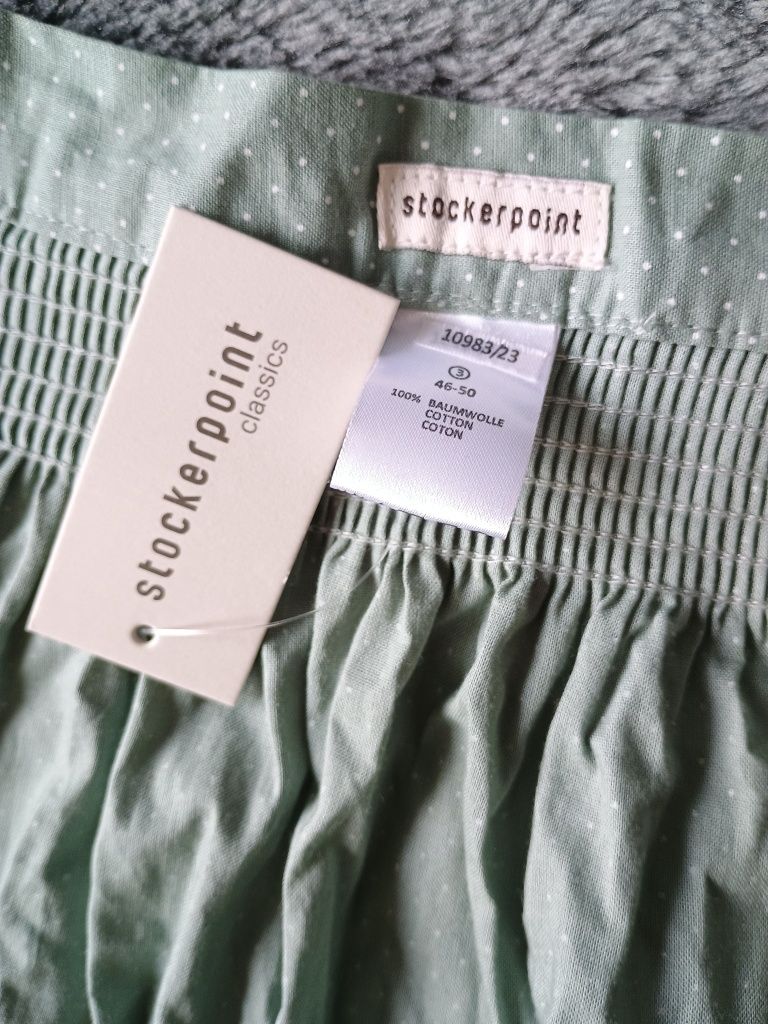 stockerpoint
stockerpoint
classics
10983/23
3
46-50
100% BAUMWOLLE
COTTON
COTON